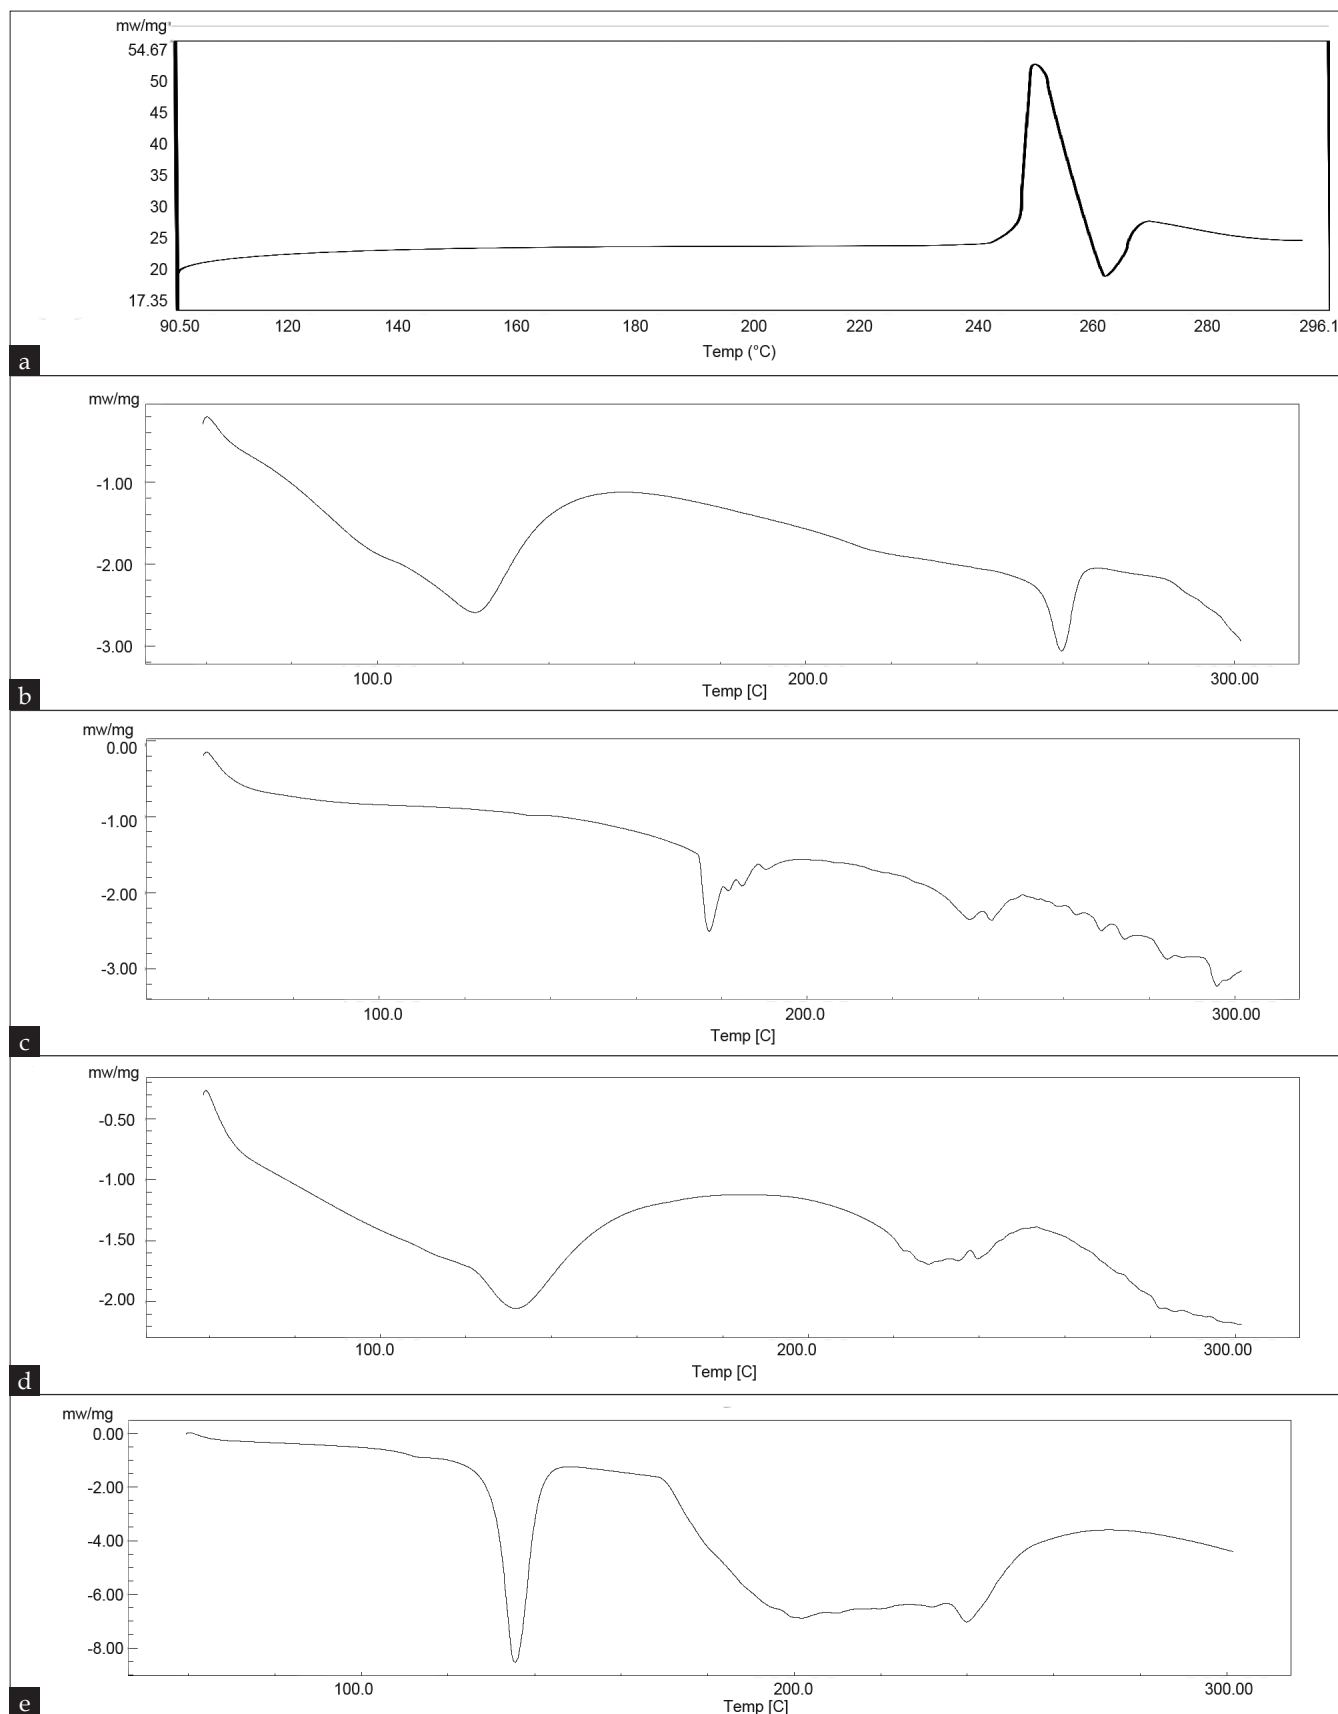 mw/mg
54.67
50
45
40
35
30
25
20
17.35
90.50 120 140 160 180 200 220 240 260 280 296.1
Temp (°C)
a
mw/mg
-1.00
-2.00
-3.00
100.0 200.0 300.00
Temp [C]
b
mw/mg
0.00
-1.00
-2.00
-3.00
100.0 200.0 300.00
Temp [C]
c
mw/mg
-0.50
-1.00
-1.50
-2.00
100.0 200.0 300.00
Temp [C]
d
mw/mg
0.00
-2.00
-4.00
-6.00
-8.00
100.0 200.0 300.00
Temp [C]
e